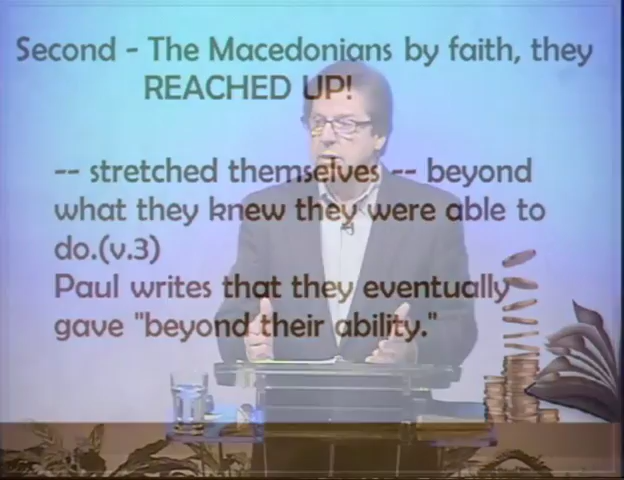 Second - The Macedonians by faith, they
REACHED UP!
-- stretched themselves -- beyond
what they knew they were able to
do.(v.3)
Paul writes that they eventually
gave "beyond their ability."